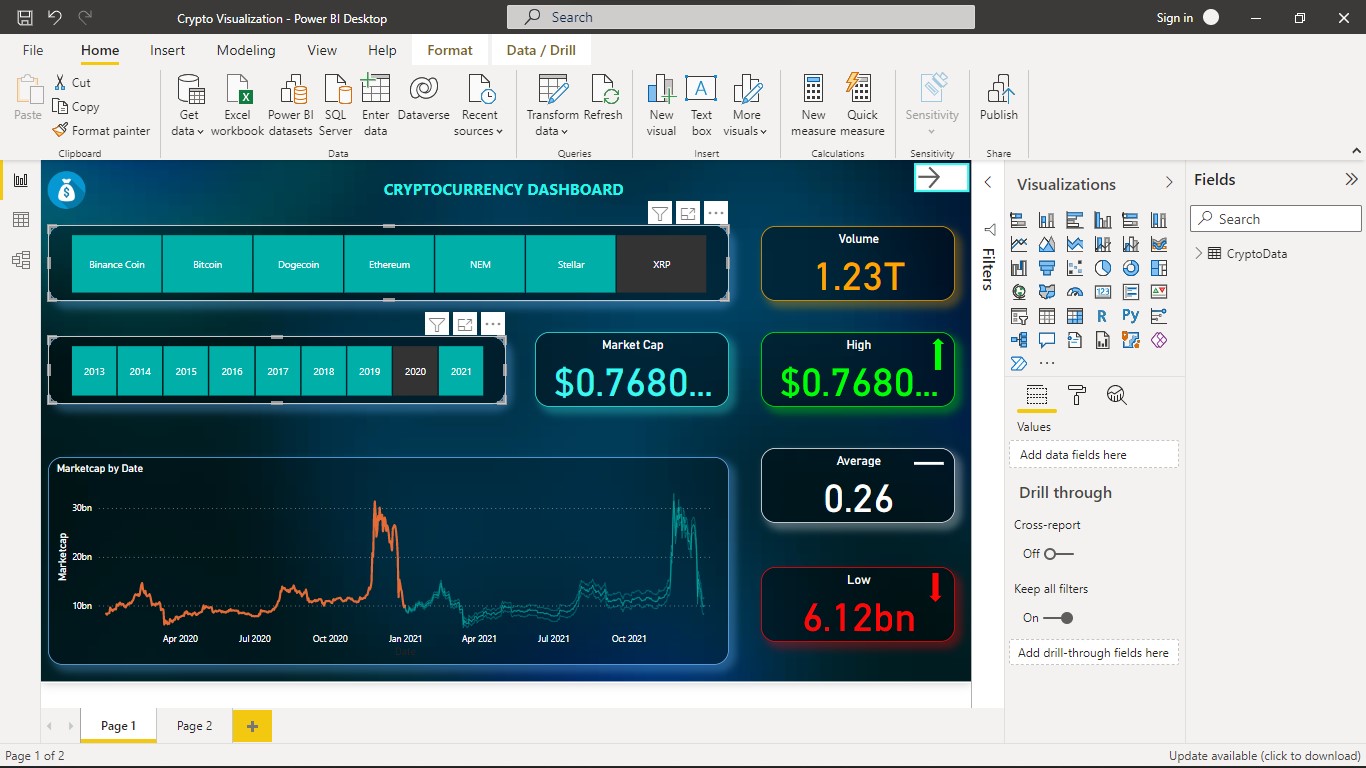 Crypto Visualization - Power BI Desktop
Search
Sign in
File Home Insert Modeling View Help Format Data / Drill
Paste
Cut
Copy
Format painter
Clipboard
Get data
Excel workbook
Power BI datasets
SQL Server
Enter data
Dataverse
Recent sources
Data
Transform data
Refresh
Queries
New visual
Text box
More visuals
Insert
New measure
Quick measure
Calculations
Sensitivity
Sensitivity
Publish
Share
CRYPTOCURRENCY DASHBOARD
Binance Coin Bitcoin Dogecoin Ethereum NEM Stellar XRP
Volume
1.23T
2013 2014 2015 2016 2017 2018 2019 2020 2021
Market Cap
$0.7680...
High
$0.7680...
Average
0.26
Low
6.12bn
Marketcap by Date
Marketcap
30bn
20bn
10bn
Apr 2020 Jul 2020 Oct 2020 Jan 2021 Apr 2021 Jul 2021 Oct 2021
Date
Filters
Visualizations
R Py
123
Values
Add data fields here
Drill through
Cross-report
Off
Keep all filters
On
Add drill-through fields here
Fields
Search
CryptoData
Page 1 Page 2
Page 1 of 2
Update available (click to download)